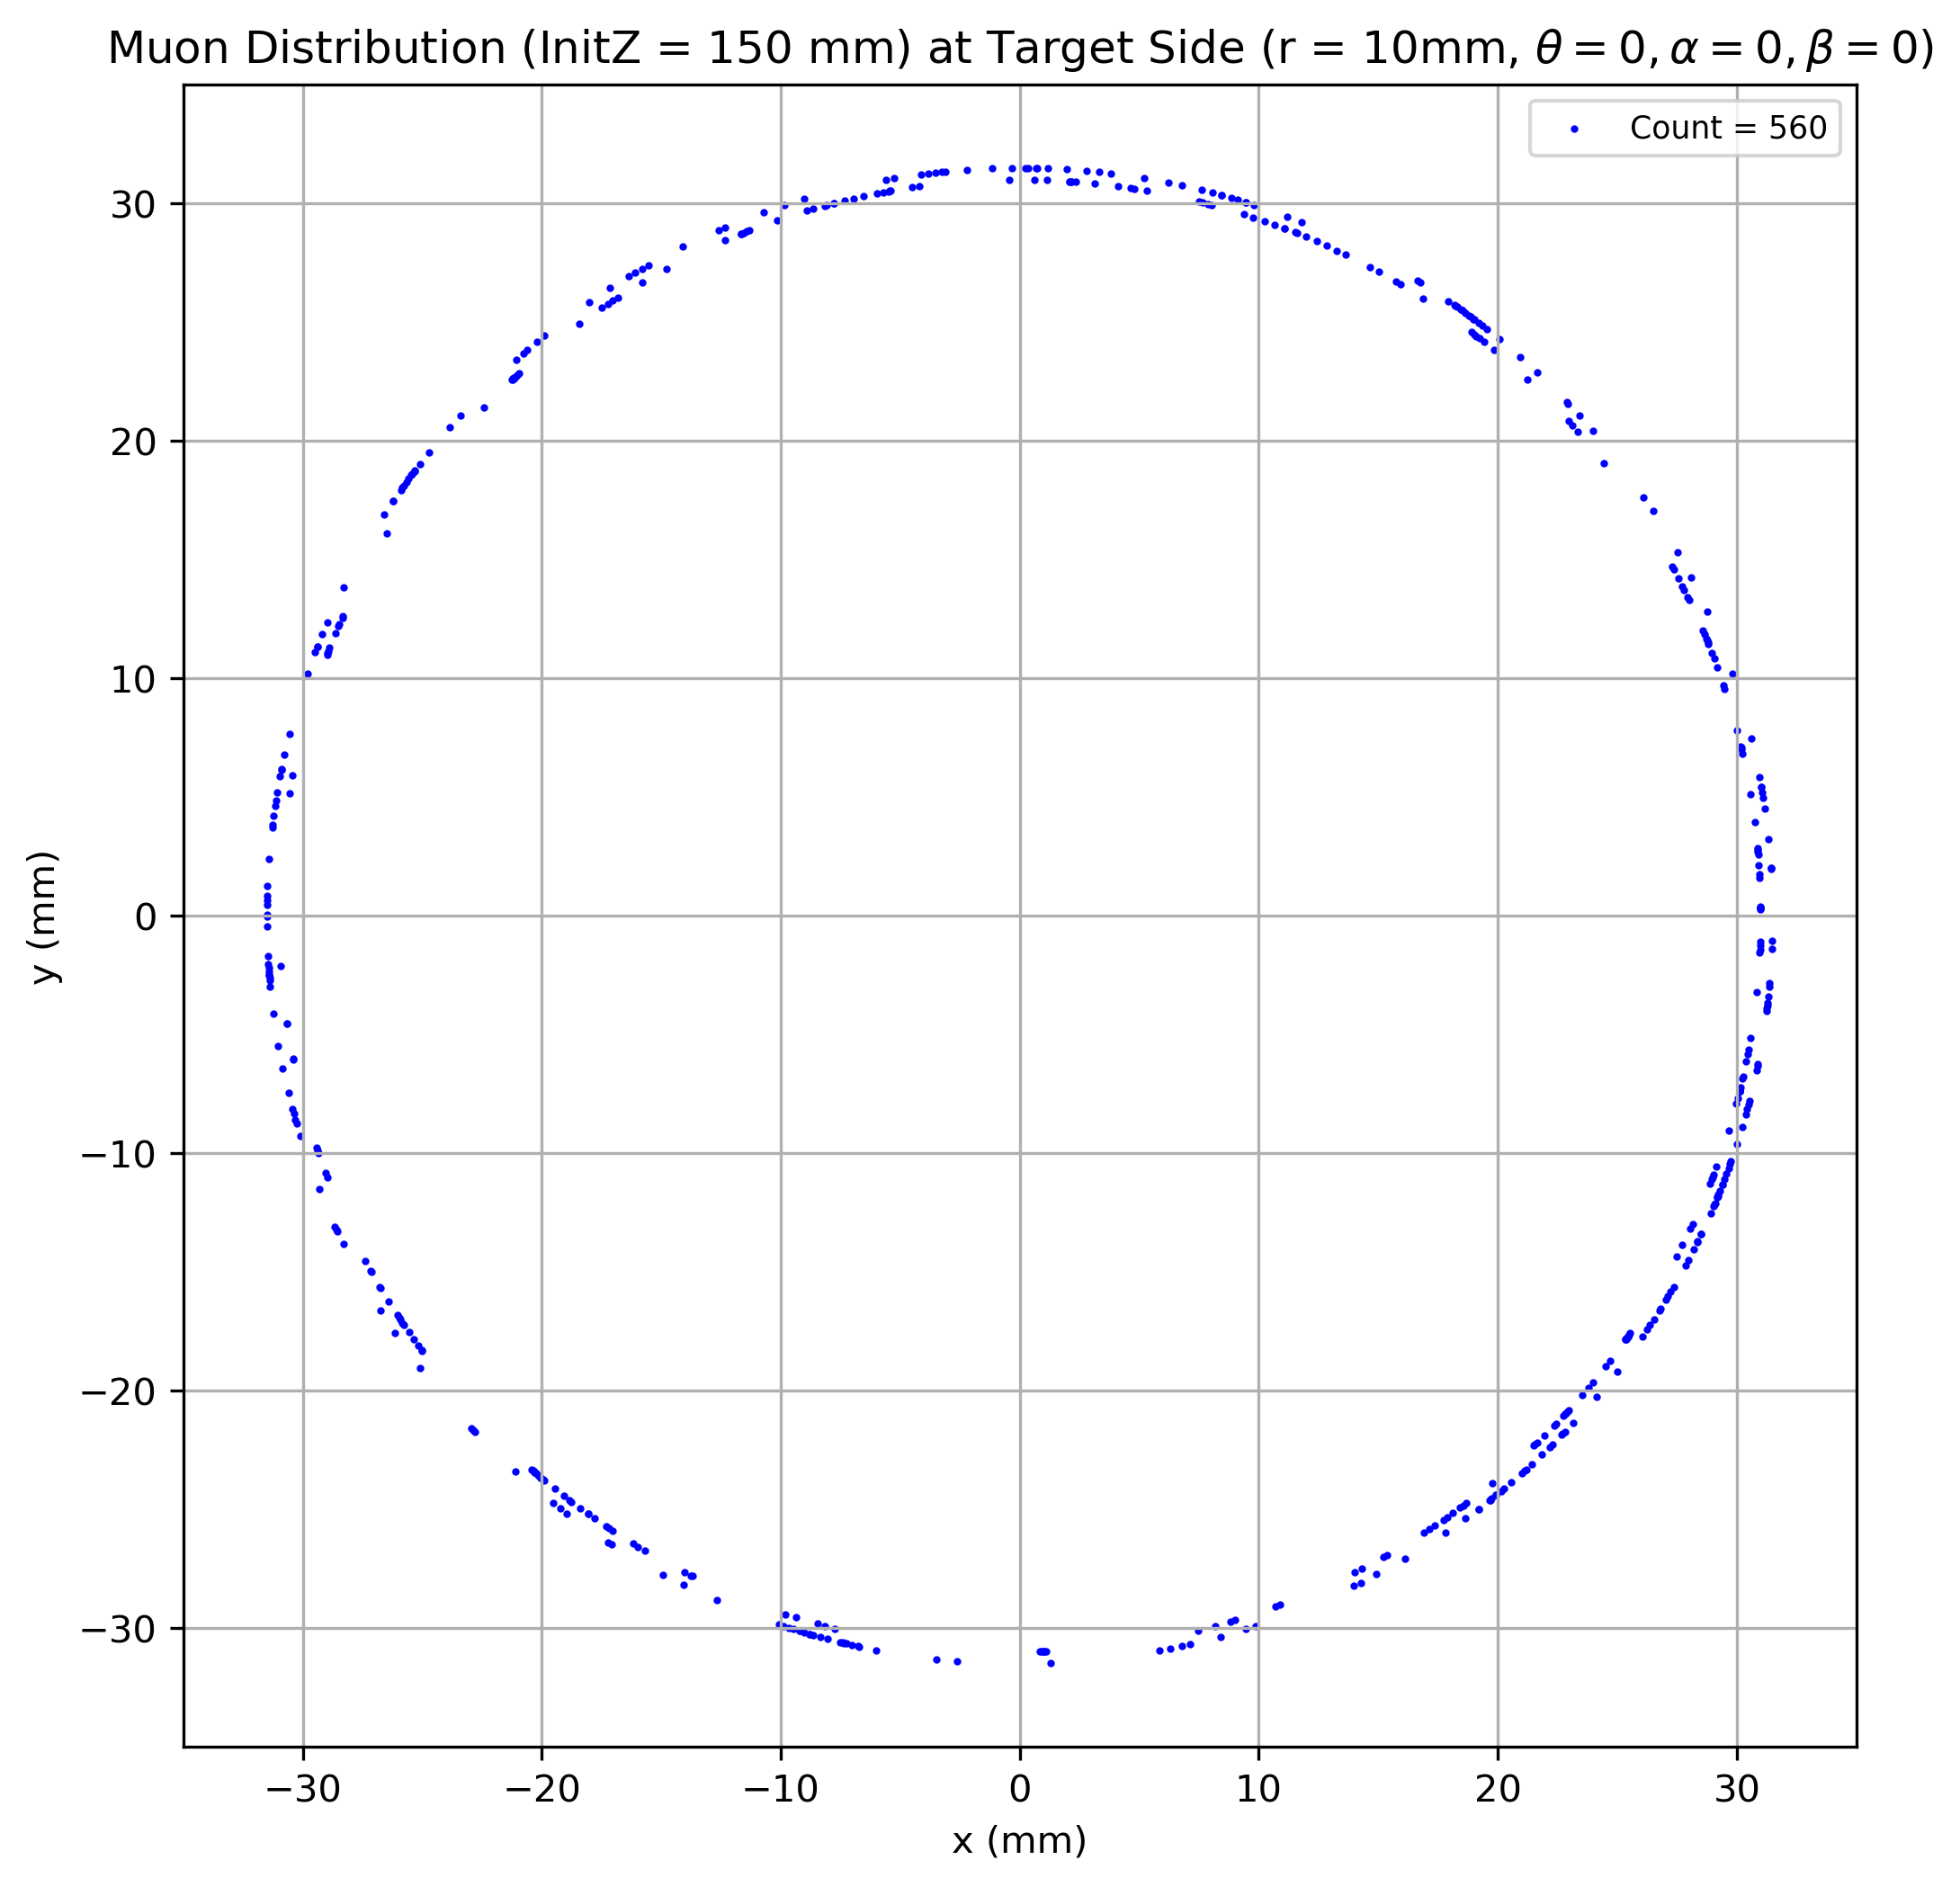 Muon Distribution (InitZ = 150 mm) at Target Side (r = 10mm, θ = 0, α = 0, β = 0)
Count = 560
30
20
10
0
−10
−20
−30
y (mm)
−30 −20 −10 0 10 20 30
x (mm)